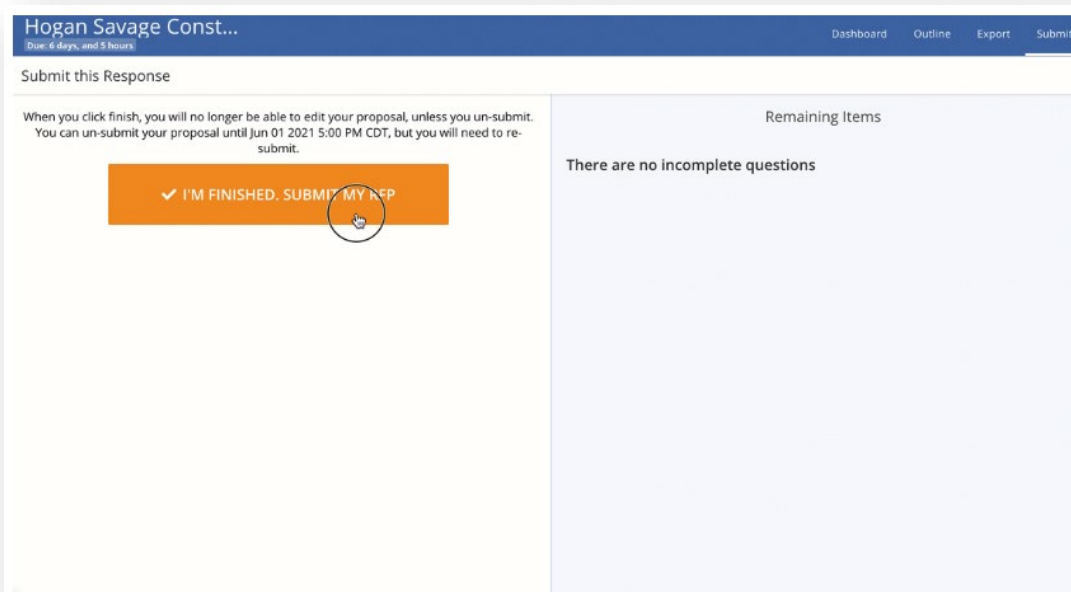 Hogan Savage Const...
Due: 6 days, and 5 hours
Dashboard Outline Export Submit
Submit this Response
When you click finish, you will no longer be able to edit your proposal, unless you un-submit.
You can un-submit your proposal until Jun 01 2021 5:00 PM CDT, but you will need to re-
submit.
✔ I'M FINISHED. SUBMIT MY RFP
Remaining Items
There are no incomplete questions